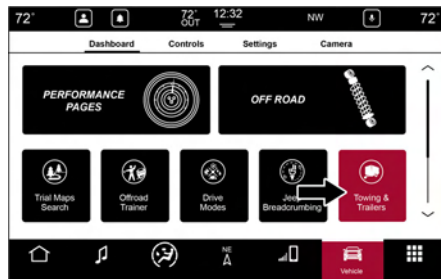 72° 72° OUT 12:32 NW 72°
Dashboard Controls Settings Camera
PERFORMANCE PAGES
OFF ROAD
Trial Maps Search
Offroad Trainer
Drive Modes
Jeep Breadcrumbing
Towing & Trailers
NE
Vehicle